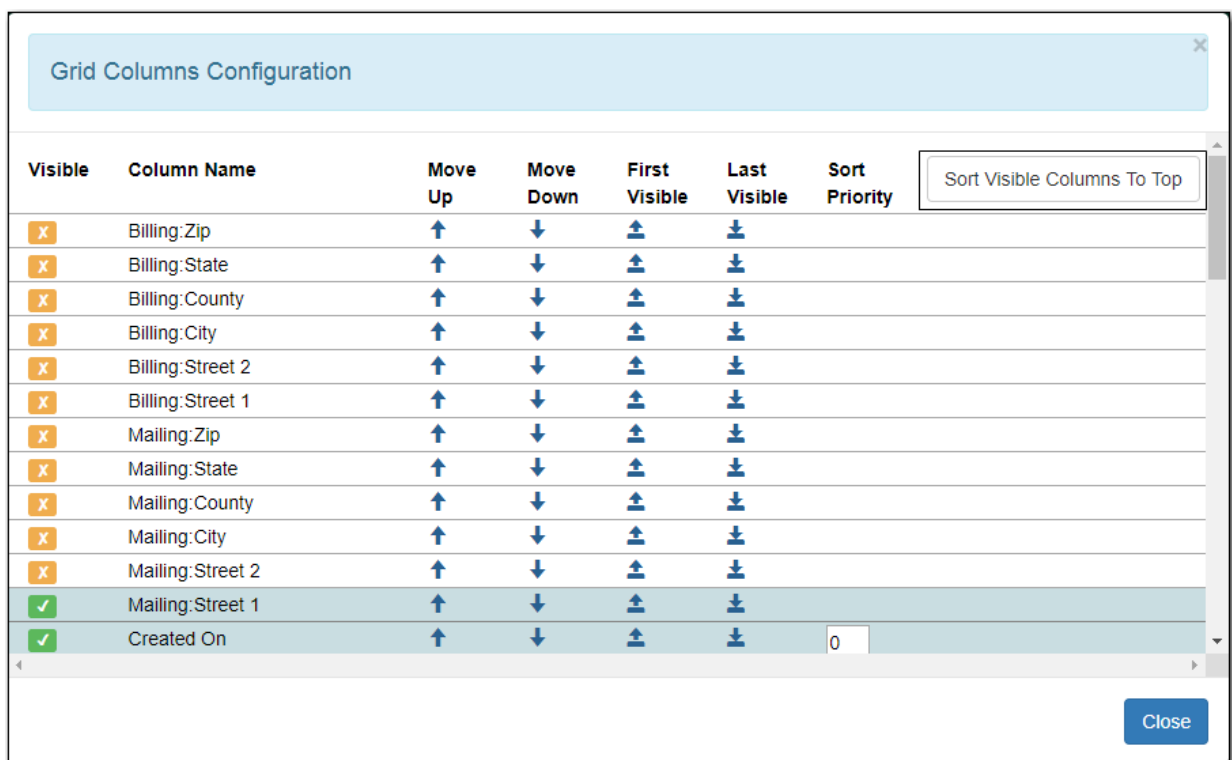 Grid Columns Configuration
×
Visible Column Name Move Up Move Down First Visible Last Visible Sort Priority Sort Visible Columns To Top
X Billing:Zip
X Billing:State
X Billing:County
X Billing:City
X Billing:Street 2
X Billing:Street 1
X Mailing:Zip
X Mailing:State
X Mailing:County
X Mailing:City
X Mailing:Street 2
Mailing:Street 1
Created On 0
Close